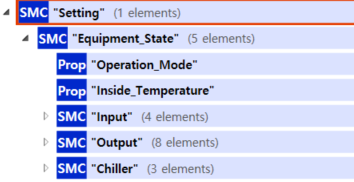 SMC "Setting" (1 elements)
SMC "Equipment_State" (5 elements)
Prop "Operation_Mode"
Prop "Inside_Temperature"
SMC "Input" (4 elements)
SMC "Output" (8 elements)
SMC "Chiller" (3 elements)